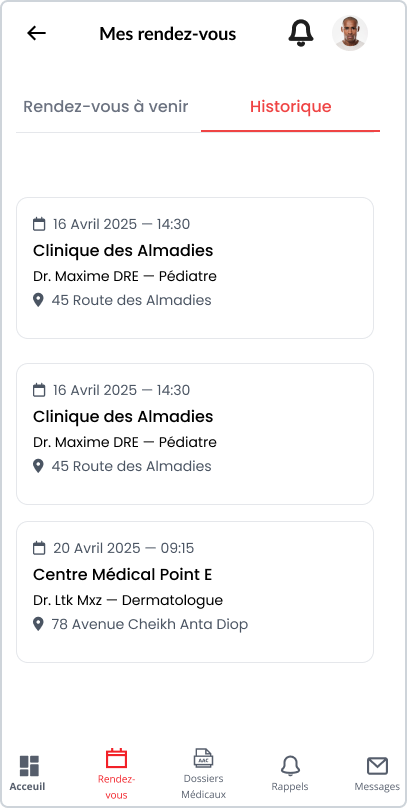 Mes rendez-vous
Rendez-vous à venir
Historique
16 Avril 2025 — 14:30
Clinique des Almadies
Dr. Maxime DRE — Pédiatre
45 Route des Almadies
16 Avril 2025 — 14:30
Clinique des Almadies
Dr. Maxime DRE — Pédiatre
45 Route des Almadies
20 Avril 2025 — 09:15
Centre Médical Point E
Dr. Ltk Mxz — Dermatologue
78 Avenue Cheikh Anta Diop
Acceuil
Rendez-
vous
AAC
Dossiers
Médicaux
Rappels
Messages